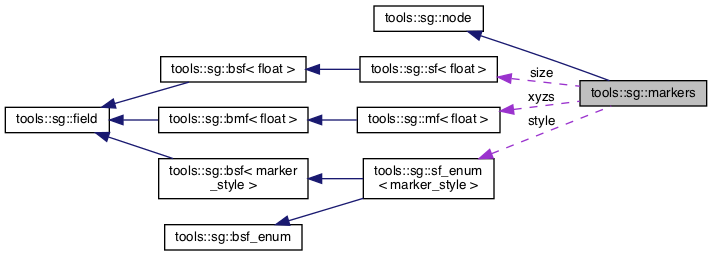 tools::sg::node
tools::sg::bsf< float >
tools::sg::sf< float >
size
tools::sg::markers
xyzs
tools::sg::field
tools::sg::bmf< float >
tools::sg::mf< float >
style
tools::sg::bsf< marker
_style >
tools::sg::sf_enum
< marker_style >
tools::sg::bsf_enum